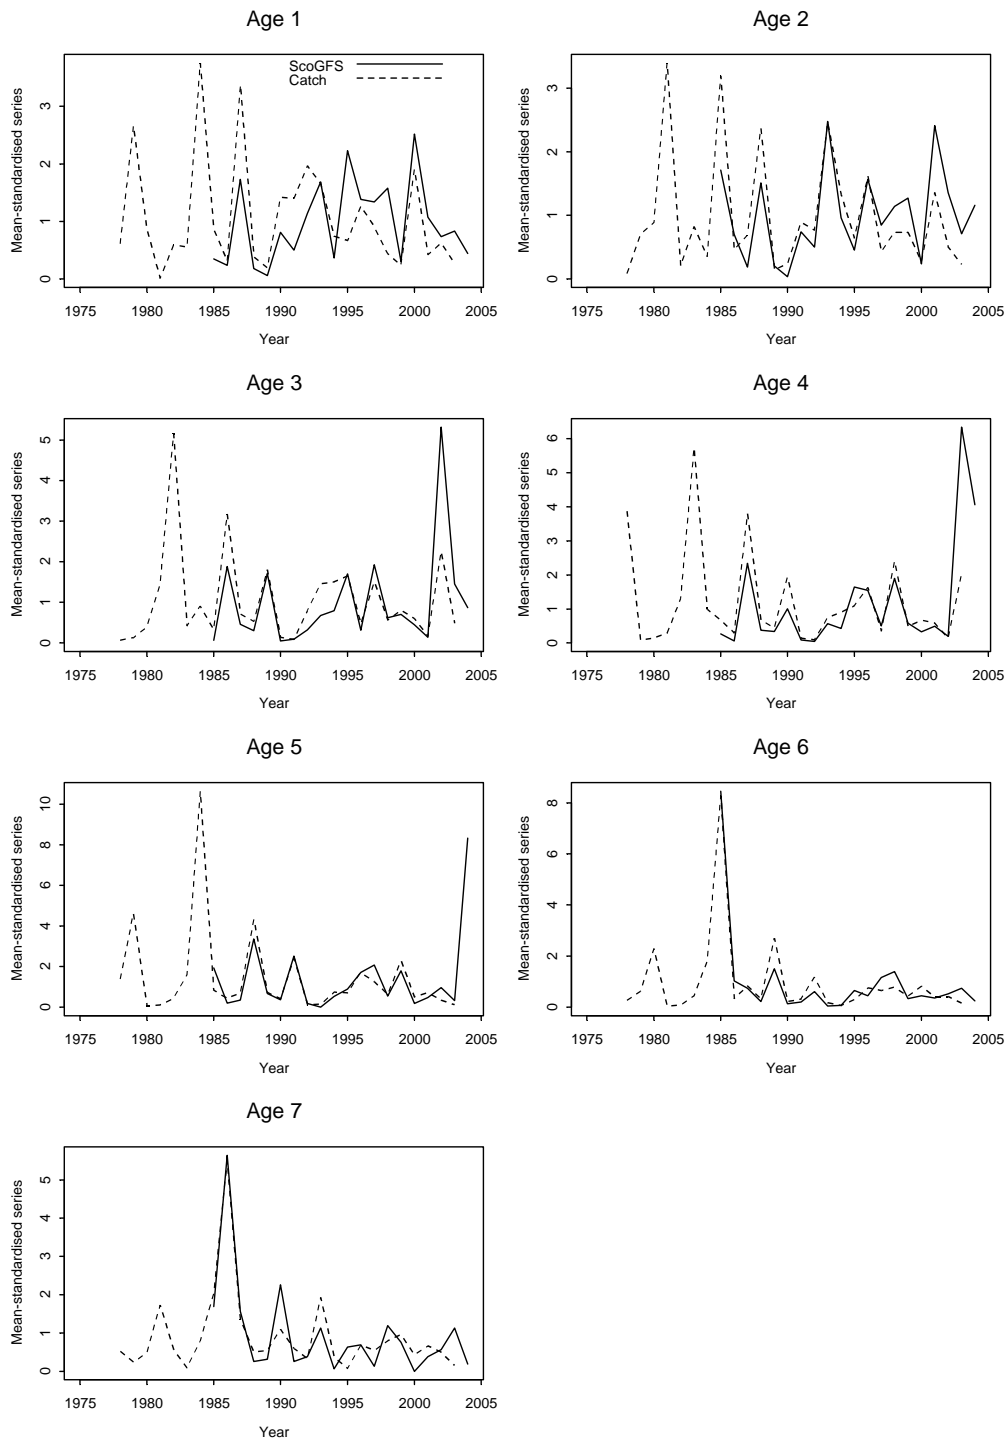 Age 1
ScoGFS
Catch
Mean-standardised series
0 1 2 3
1975 1980 1985 1990 1995 2000 2005
Year
Age 2
Mean-standardised series
0 1 2 3
1975 1980 1985 1990 1995 2000 2005
Year
Age 3
Mean-standardised series
0 1 2 3 4 5
1975 1980 1985 1990 1995 2000 2005
Year
Age 4
Mean-standardised series
0 1 2 3 4 5 6
1975 1980 1985 1990 1995 2000 2005
Year
Age 5
Mean-standardised series
0 2 4 6 8 10
1975 1980 1985 1990 1995 2000 2005
Year
Age 6
Mean-standardised series
0 2 4 6 8
1975 1980 1985 1990 1995 2000 2005
Year
Age 7
Mean-standardised series
0 1 2 3 4 5
1975 1980 1985 1990 1995 2000 2005
Year